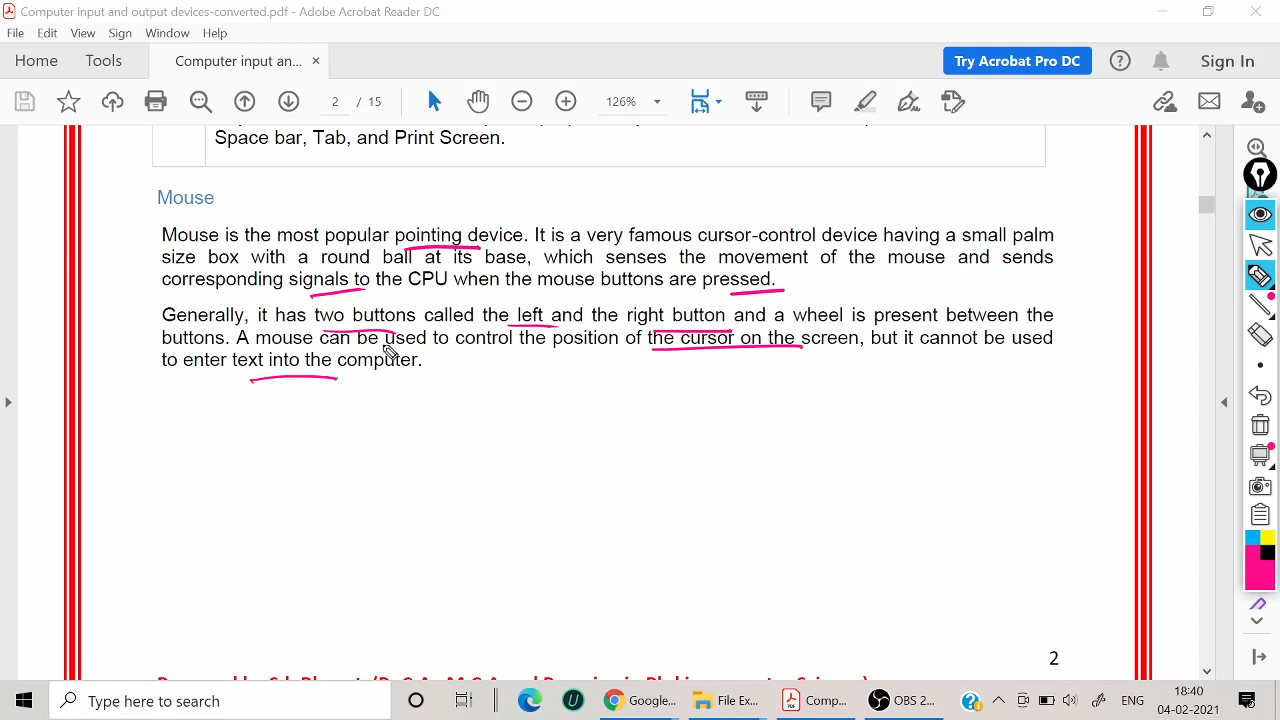 Computer input and output devices-converted.pdf - Adobe Acrobat Reader DC
File Edit View Sign Window Help
Home Tools Computer input an... × Try Acrobat Pro DC Sign In
2 / 15 126%
Space bar, Tab, and Print Screen.
Mouse
Mouse is the most popular pointing device. It is a very famous cursor-control device having a small palm
size box with a round ball at its base, which senses the movement of the mouse and sends
corresponding signals to the CPU when the mouse buttons are pressed.
Generally, it has two buttons called the left and the right button and a wheel is present between the
buttons. A mouse can be used to control the position of the cursor on the screen, but it cannot be used
to enter text into the computer.
2
Type here to search Google... File Ex... Comp... OBS 2... ENG 18:40
04-02-2021